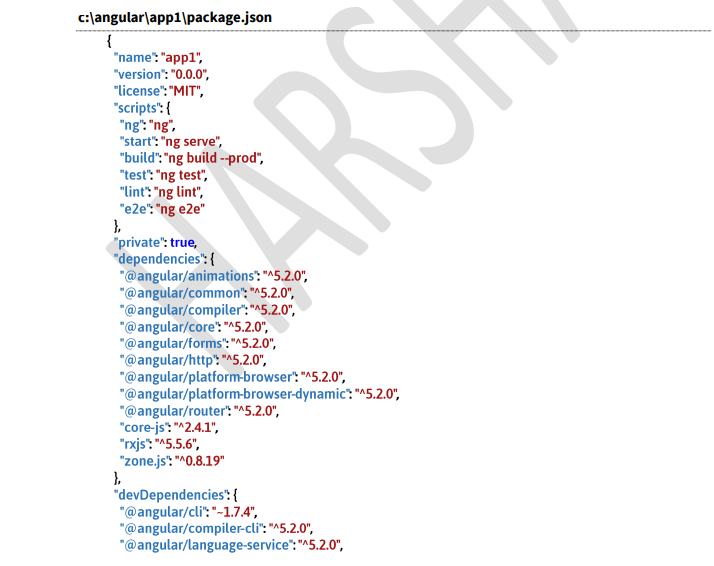 c:\angular\app1\package.json
{
"name": "app1",
"version": "0.0.0",
"license": "MIT",
"scripts": {
"ng": "ng",
"start": "ng serve",
"build": "ng build --prod",
"test": "ng test",
"lint": "ng lint",
"e2e": "ng e2e"
},
"private": true,
"dependencies": {
"@angular/animations": "^5.2.0",
"@angular/common": "^5.2.0",
"@angular/compiler": "^5.2.0",
"@angular/core": "^5.2.0",
"@angular/forms": "^5.2.0",
"@angular/http": "^5.2.0",
"@angular/platform-browser": "^5.2.0",
"@angular/platform-browser-dynamic": "^5.2.0",
"@angular/router": "^5.2.0",
"core-js": "^2.4.1",
"rxjs": "^5.5.6",
"zone.js": "^0.8.19"
},
"devDependencies": {
"@angular/cli": "~1.7.4",
"@angular/compiler-cli": "^5.2.0",
"@angular/language-service": "^5.2.0",